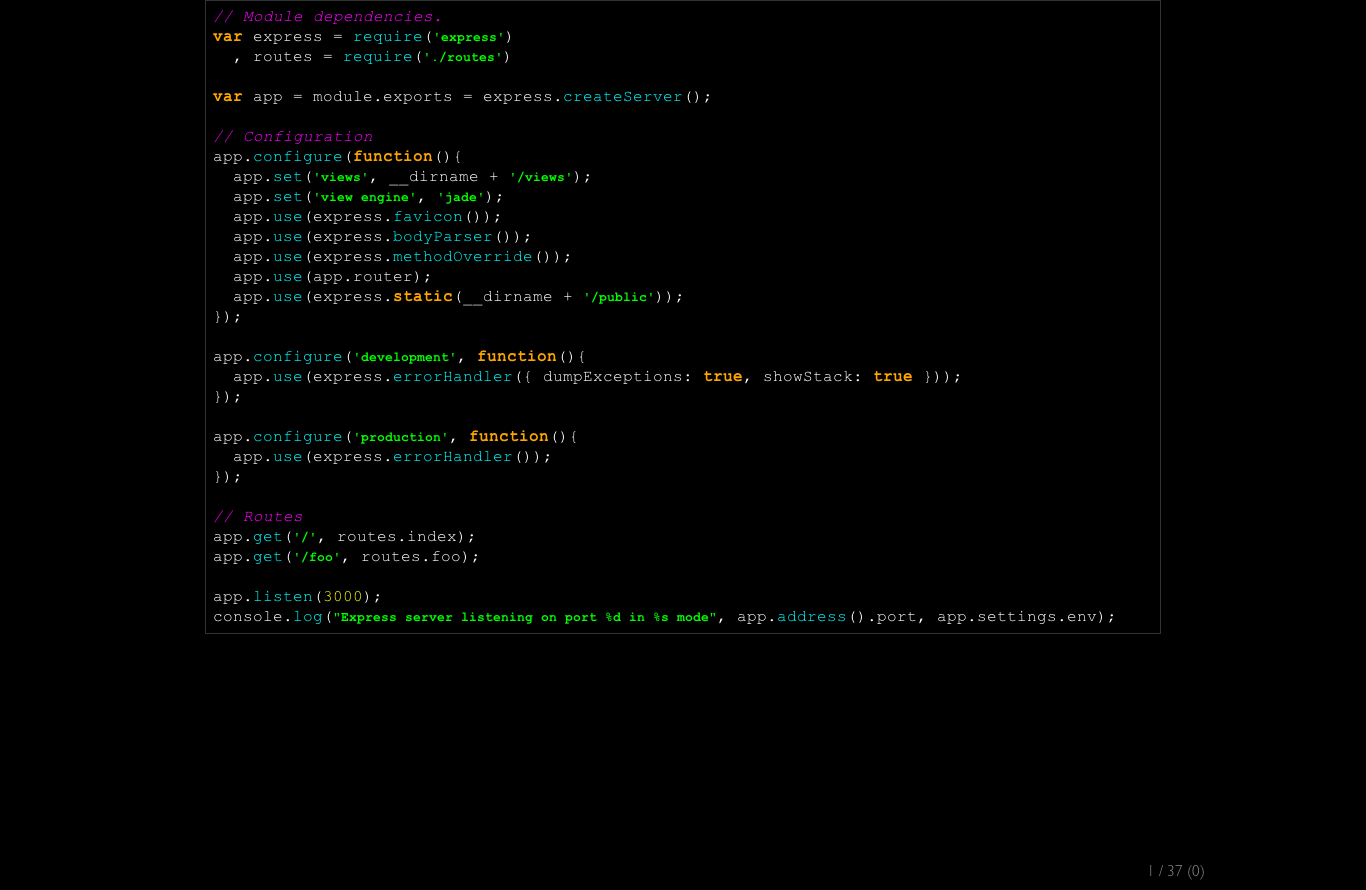 // Module dependencies.
var express = require('express')
  , routes = require('./routes')

var app = module.exports = express.createServer();

// Configuration
app.configure(function(){
  app.set('views', __dirname + '/views');
  app.set('view engine', 'jade');
  app.use(express.favicon());
  app.use(express.bodyParser());
  app.use(express.methodOverride());
  app.use(app.router);
  app.use(express.static(__dirname + '/public'));
});

app.configure('development', function(){
  app.use(express.errorHandler({ dumpExceptions: true, showStack: true }));
});

app.configure('production', function(){
  app.use(express.errorHandler());
});

// Routes
app.get('/', routes.index);
app.get('/foo', routes.foo);

app.listen(3000);
console.log("Express server listening on port %d in %s mode", app.address().port, app.settings.env);
1 / 37 (0)